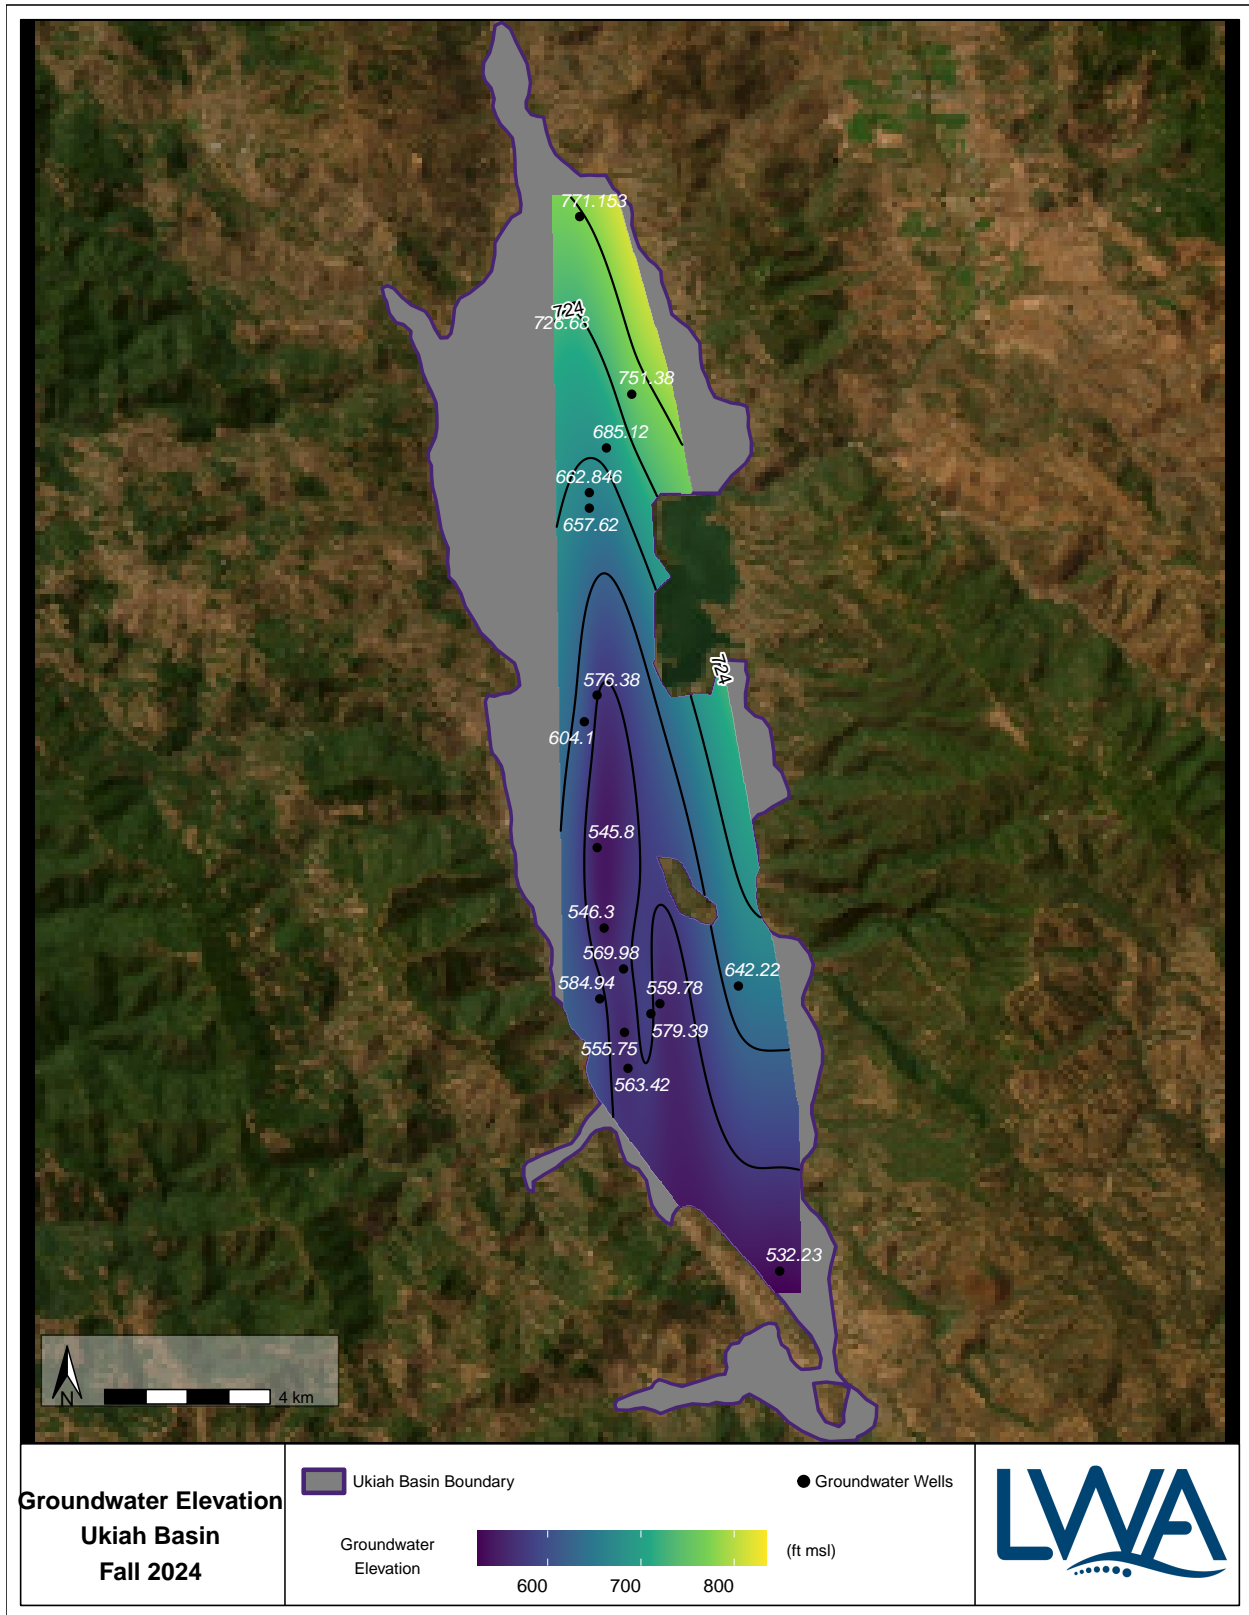 771.153
724
726.68
751.38
685.12
662.846
657.62
724
576.38
604.1
545.8
546.3
569.98
642.22
584.94
559.78
579.39
555.75
563.42
532.23
N
4 km
Groundwater Elevation
Ukiah Basin
Fall 2024
Ukiah Basin Boundary
Groundwater Wells
Groundwater
Elevation
(ft msl)
600 700 800
LWA